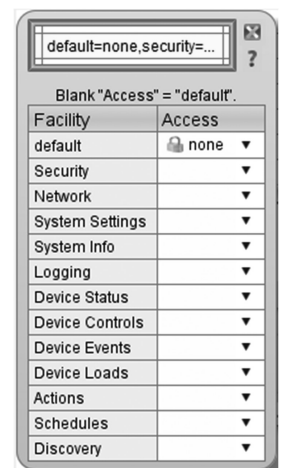 default=none,security=...
?
Blank "Access" = "default".
Facility Access
default none
Security
Network
System Settings
System Info
Logging
Device Status
Device Controls
Device Events
Device Loads
Actions
Schedules
Discovery